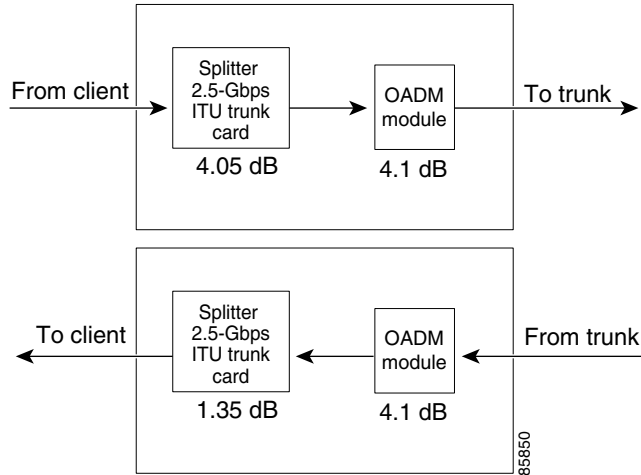 From client
Splitter
2.5-Gbps
ITU trunk
card
4.05 dB
OADM
module
4.1 dB
To trunk
To client
Splitter
2.5-Gbps
ITU trunk
card
1.35 dB
OADM
module
4.1 dB
From trunk
85850